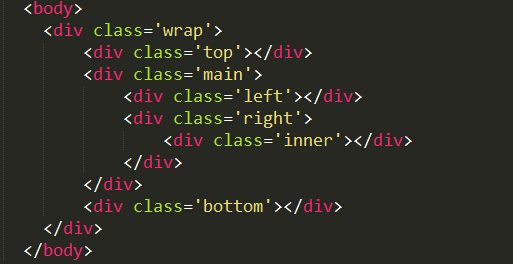 <body>
<div class='wrap'>
<div class='top'></div>
<div class='main'>
<div class='left'></div>
<div class='right'>
<div class='inner'></div>
</div>
</div>
<div class='bottom'></div>
</div>
</body>